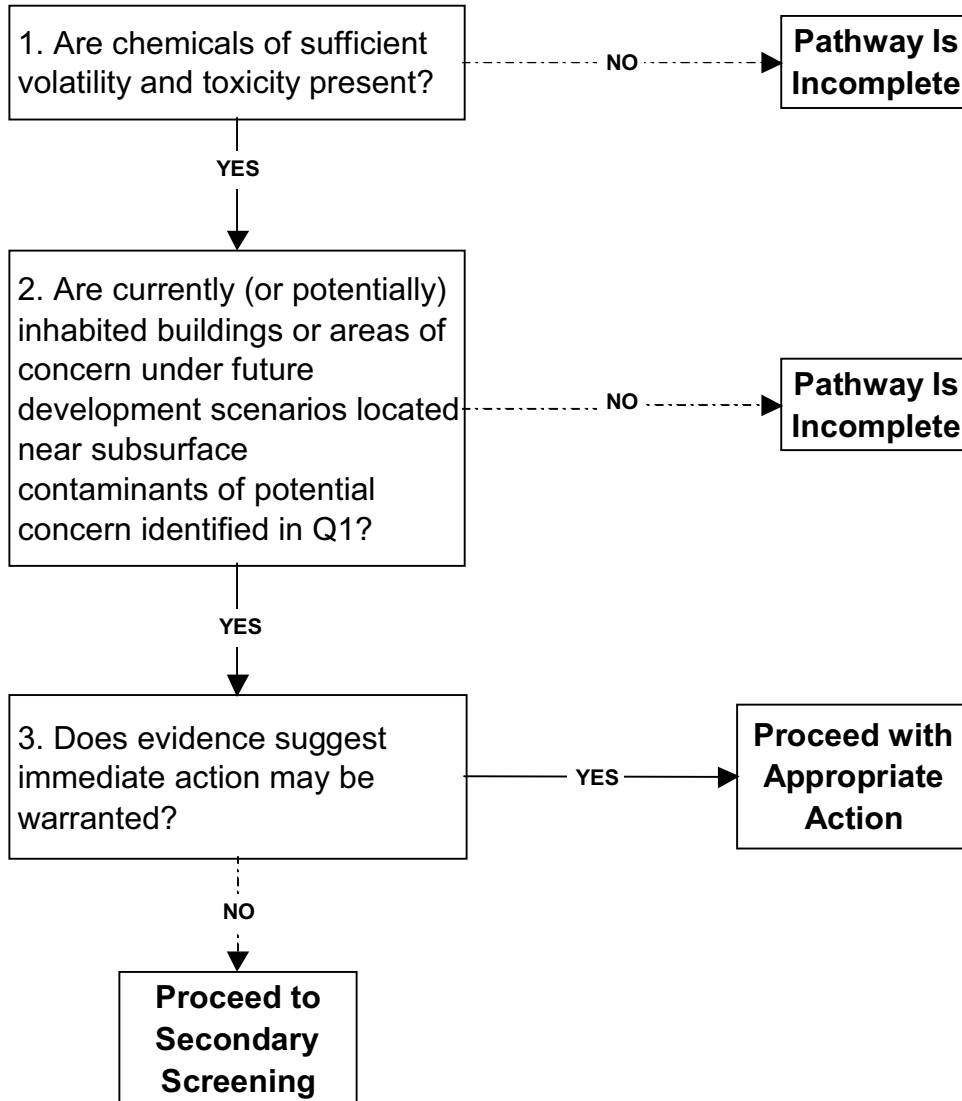 1. Are chemicals of sufficient
volatility and toxicity present?
NO
Pathway Is
Incomplete
YES
2. Are currently (or potentially)
inhabited buildings or areas of
concern under future
development scenarios located
near subsurface
contaminants of potential
concern identified in Q1?
NO
Pathway Is
Incomplete
YES
3. Does evidence suggest
immediate action may be
warranted?
YES
Proceed with
Appropriate
Action
NO
Proceed to
Secondary
Screening